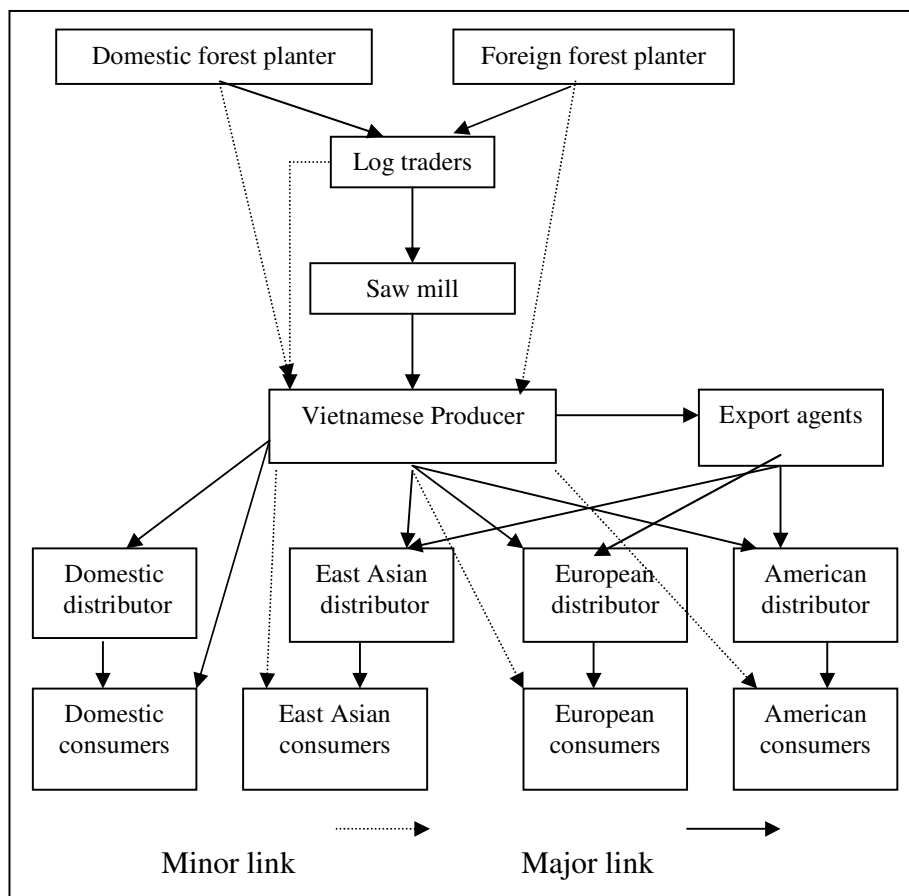 Domestic forest planter
Foreign forest planter
Log traders
Saw mill
Vietnamese Producer
Export agents
Domestic
distributor
East Asian
distributor
European
distributor
American
distributor
Domestic
consumers
East Asian
consumers
European
consumers
American
consumers
Minor link
Major link